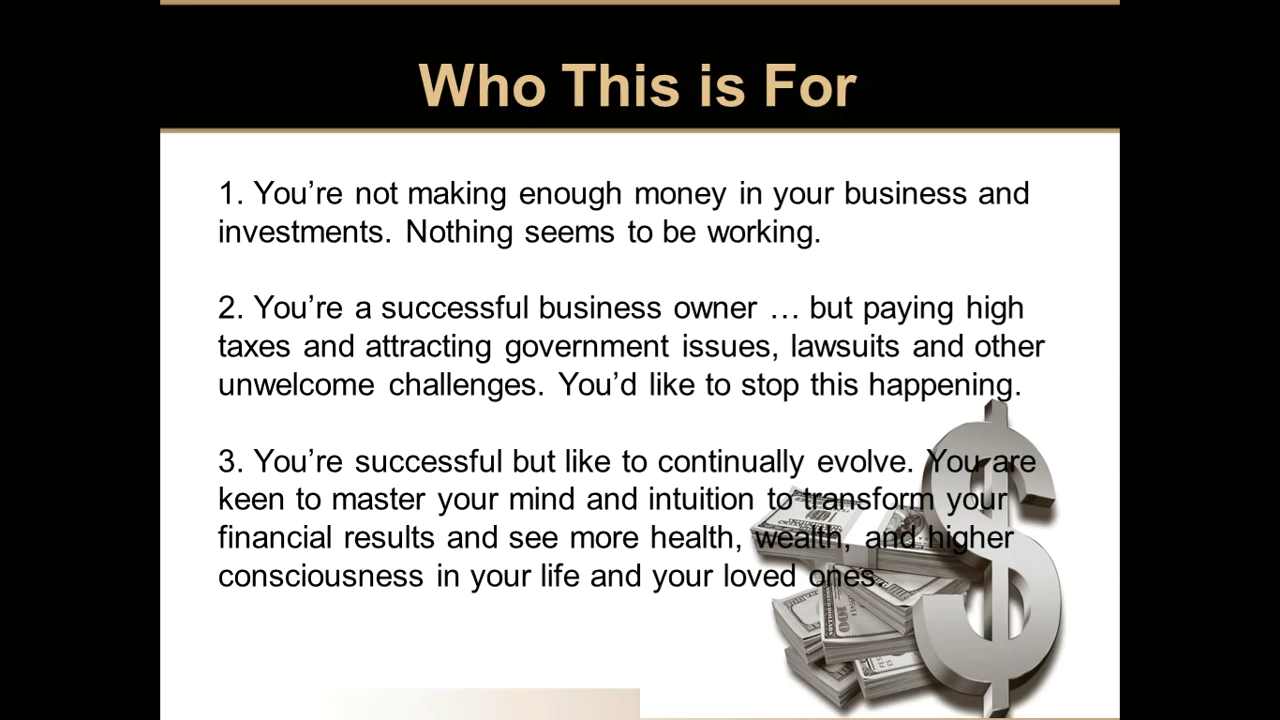 Who This is For
1. You’re not making enough money in your business and
investments. Nothing seems to be working.
2. You’re a successful business owner … but paying high
taxes and attracting government issues, lawsuits and other
unwelcome challenges. You’d like to stop this happening.
3. You’re successful but like to continually evolve. You are
keen to master your mind and intuition to transform your
financial results and see more health, wealth, and higher
consciousness in your life and your loved ones.
100